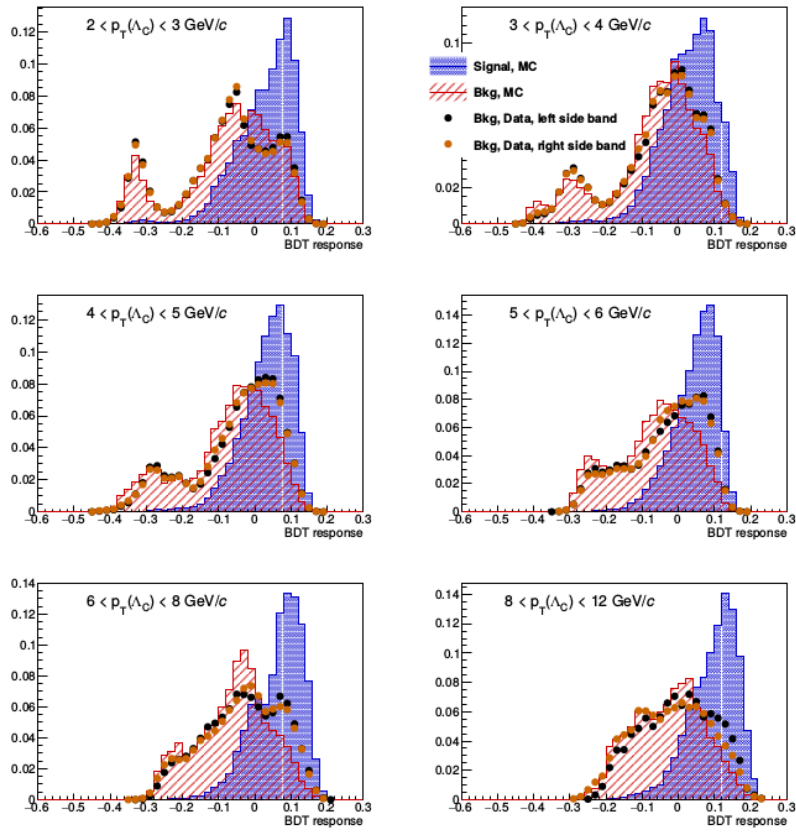 2 < p_T(Λ_C) < 3 GeV/c
0.12
0.1
0.08
0.06
0.04
0.02
0
−0.6 −0.5 −0.4 −0.3 −0.2 −0.1 0 0.1 0.2 0.3
BDT response
3 < p_T(Λ_C) < 4 GeV/c
0.1
Signal, MC
Bkg, MC
Bkg, Data, left side band
Bkg, Data, right side band
0.02
0
−0.6 −0.5 −0.4 −0.3 −0.2 −0.1 0 0.1 0.2 0.3
BDT response
4 < p_T(Λ_C) < 5 GeV/c
0.12
0.1
0.08
0.06
0.04
0.02
0
−0.6 −0.5 −0.4 −0.3 −0.2 −0.1 0 0.1 0.2 0.3
BDT response
5 < p_T(Λ_C) < 6 GeV/c
0.14
0.12
0.1
0.08
0.06
0.04
0.02
0
−0.6 −0.5 −0.4 −0.3 −0.2 −0.1 0 0.1 0.2 0.3
BDT response
6 < p_T(Λ_C) < 8 GeV/c
0.14
0.12
0.1
0.08
0.06
0.04
0.02
0
−0.6 −0.5 −0.4 −0.3 −0.2 −0.1 0 0.1 0.2 0.3
BDT response
8 < p_T(Λ_C) < 12 GeV/c
0.14
0.12
0.1
0.08
0.06
0.04
0.02
0
−0.6 −0.5 −0.4 −0.3 −0.2 −0.1 0 0.1 0.2 0.3
BDT response